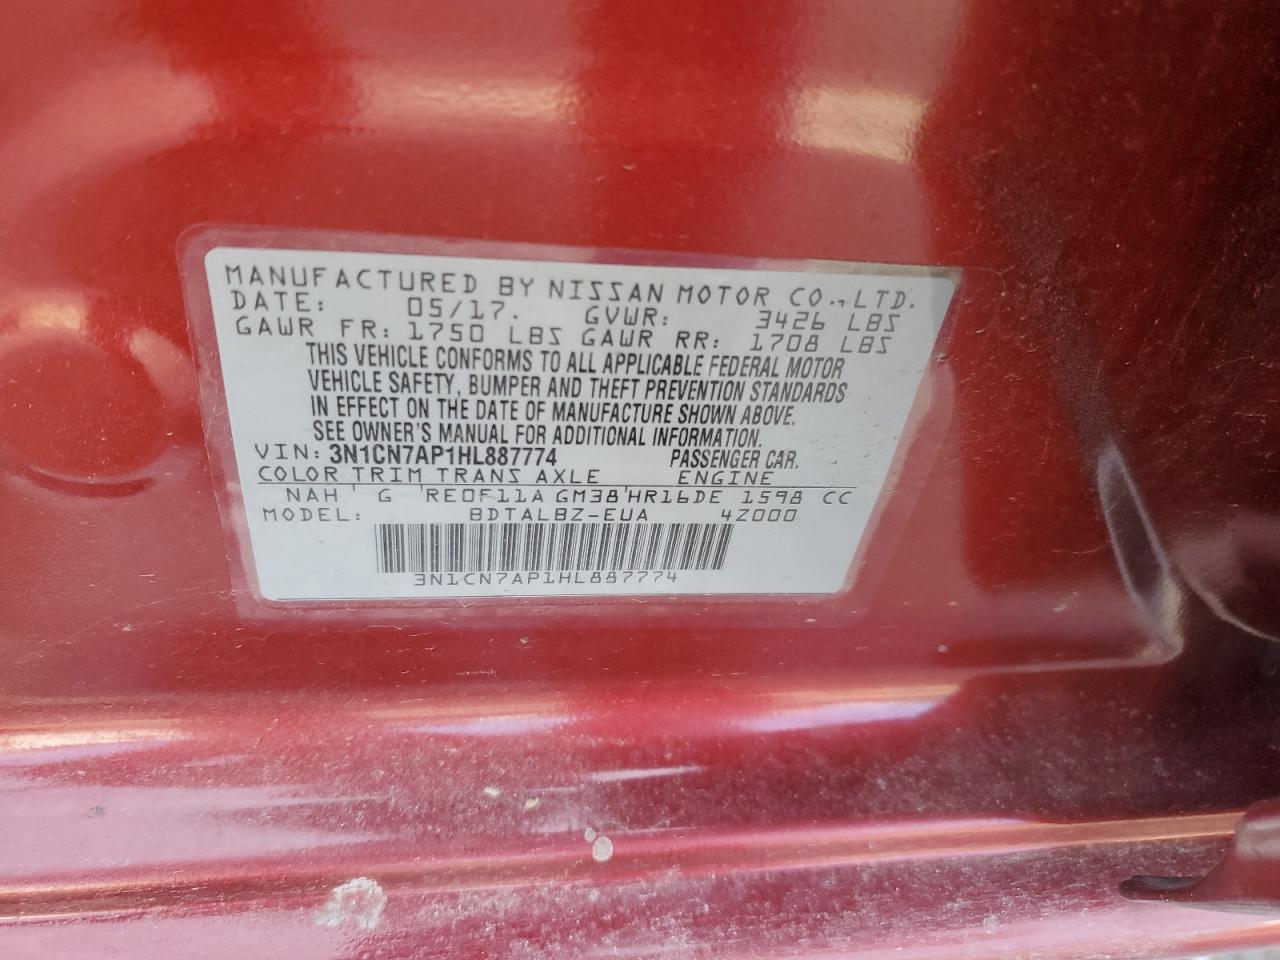 MANUFACTURED BY NISSAN MOTOR CO., LTD.
DATE: 05/17. GVWR: 3426 LBS
GAWR FR: 1750 LBS GAWR RR: 1708 LBS
THIS VEHICLE CONFORMS TO ALL APPLICABLE FEDERAL MOTOR
VEHICLE SAFETY, BUMPER AND THEFT PREVENTION STANDARDS
IN EFFECT ON THE DATE OF MANUFACTURE SHOWN ABOVE.
SEE OWNER'S MANUAL FOR ADDITIONAL INFORMATION.
VIN: 3N1CN7AP1HL887774 PASSENGER CAR.
COLOR TRIM TRANS AXLE ENGINE
NAH ' G ' RE0F11A GM38 ' HR16DE 1598 CC
MODEL: BDTALBZ-EUA 4Z000
3N1CN7AP1HL887774